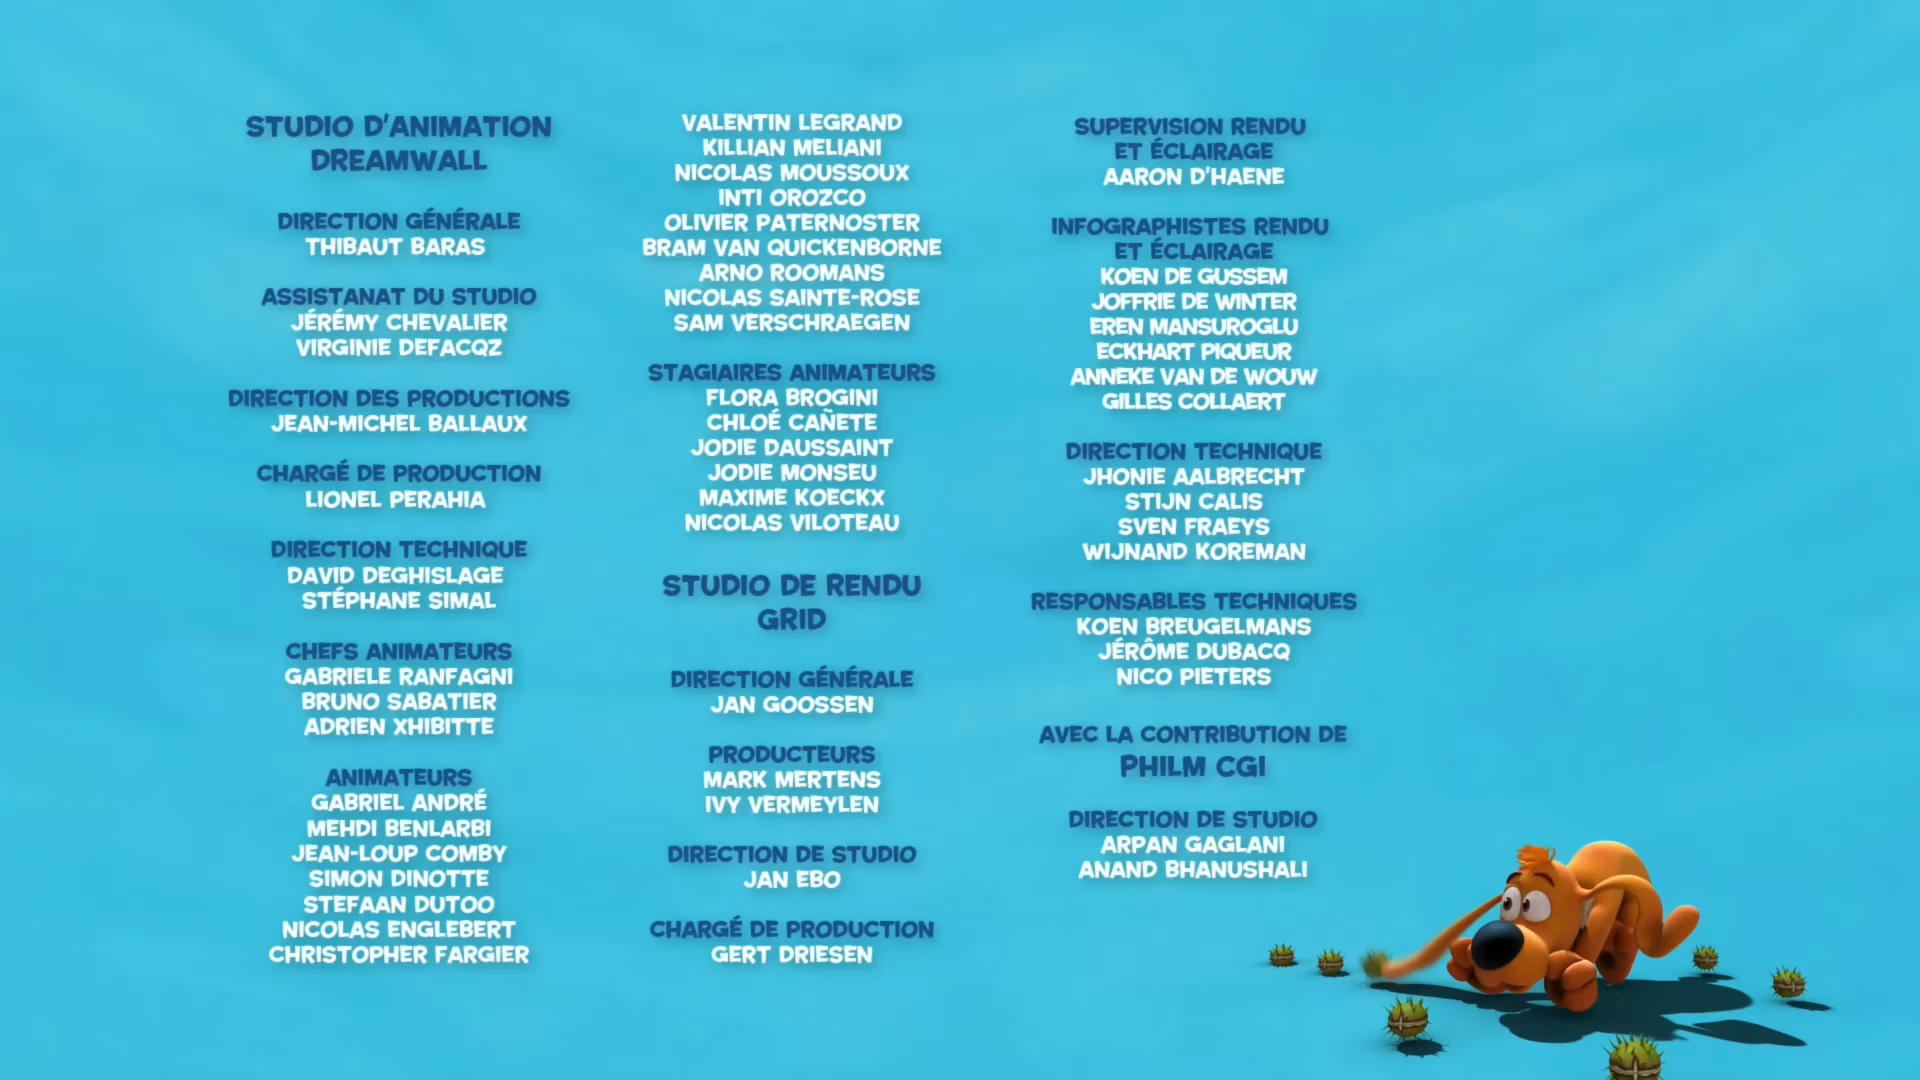 STUDIO D'ANIMATION
DREAMWALL
DIRECTION GÉNÉRALE
THIBAUT BARAS
ASSISTANAT DU STUDIO
JÉRÉMY CHEVALIER
VIRGINIE DEFACQZ
DIRECTION DES PRODUCTIONS
JEAN-MICHEL BALLAUX
CHARGÉ DE PRODUCTION
LIONEL PERAHIA
DIRECTION TECHNIQUE
DAVID DEGHISLAGE
STÉPHANE SIMAL
CHEFS ANIMATEURS
GABRIELE RANFAGNI
BRUNO SABATIER
ADRIEN XHIBITTE
ANIMATEURS
GABRIEL ANDRÉ
MEHDI BENLARBI
JEAN-LOUP COMBY
SIMON DINOTTE
STEFAAN DUTOO
NICOLAS ENGLEBERT
CHRISTOPHER FARGIER
VALENTIN LEGRAND
KILLIAN MELIANI
NICOLAS MOUSSOUX
INTI OROZCO
OLIVIER PATERNOSTER
BRAM VAN QUICKENBORNE
ARNO ROOMANS
NICOLAS SAINTE-ROSE
SAM VERSCHRAEGEN
STAGIAIRES ANIMATEURS
FLORA BROGINI
CHLOÉ CAÑETE
JODIE DAUSSAINT
JODIE MONSEU
MAXIME KOECKX
NICOLAS VILOTEAU
STUDIO DE RENDU
GRID
DIRECTION GÉNÉRALE
JAN GOOSSEN
PRODUCTEURS
MARK MERTENS
IVY VERMEYLEN
DIRECTION DE STUDIO
JAN EBO
CHARGÉ DE PRODUCTION
GERT DRIESEN
SUPERVISION RENDU
ET ÉCLAIRAGE
AARON D'HAENE
INFOGRAPHISTES RENDU
ET ÉCLAIRAGE
KOEN DE GUSSEM
JOFFRIE DE WINTER
EREN MANSUROGLU
ECKHART PIQUEUR
ANNEKE VAN DE WOUW
GILLES COLLAERT
DIRECTION TECHNIQUE
JHONIE AALBRECHT
STIJN CALIS
SVEN FRAEYS
WIJNAND KOREMAN
RESPONSABLES TECHNIQUES
KOEN BREUGELMANS
JÉRÔME DUBACQ
NICO PIETERS
AVEC LA CONTRIBUTION DE
PHILM CGI
DIRECTION DE STUDIO
ARPAN GAGLANI
ANAND BHANUSHALI